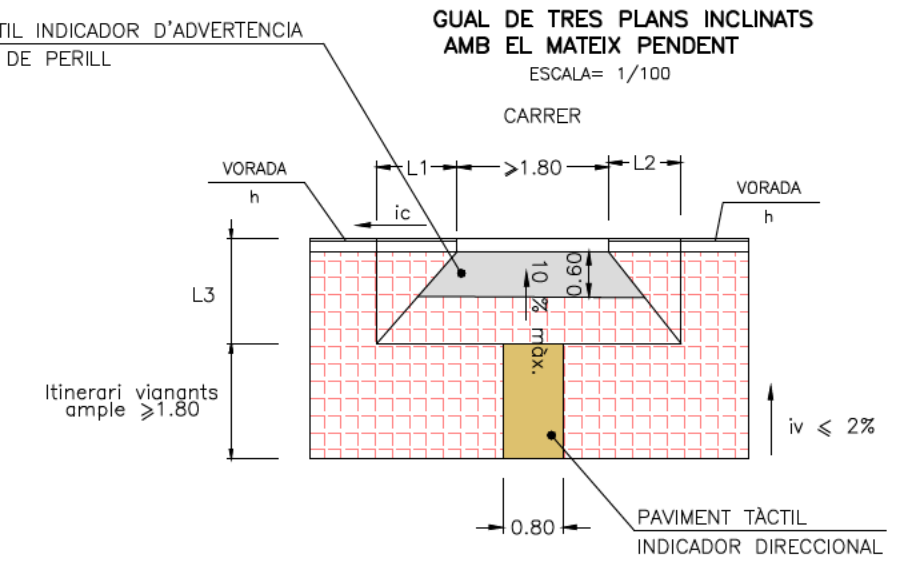 TIL INDICADOR D'ADVERTENCIA
DE PERILL
GUAL DE TRES PLANS INCLINATS
AMB EL MATEIX PENDENT
ESCALA= 1/100
CARRER
VORADA
h
L1
>1.80
L2
VORADA
h
ic
L3
0.60
10 % màx.
Itinerari vianants
ample ⩾1.80
iv ⩽ 2%
0.80
PAVIMENT TÀCTIL
INDICADOR DIRECCIONAL